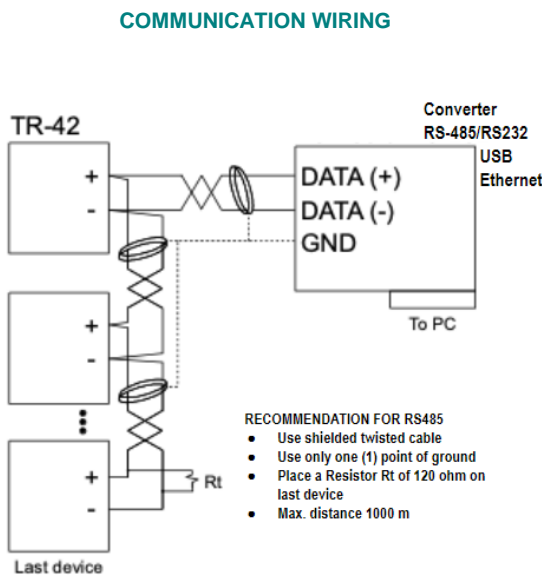 COMMUNICATION WIRING
Converter
RS-485/RS232
USB
Ethernet
TR-42
+
-
DATA (+)
DATA (-)
GND
To PC
+
-
RECOMMENDATION FOR RS485
● Use shielded twisted cable
● Use only one (1) point of ground
● Place a Resistor Rt of 120 ohm on
last device
● Max. distance 1000 m
+
-
Rt
Last device